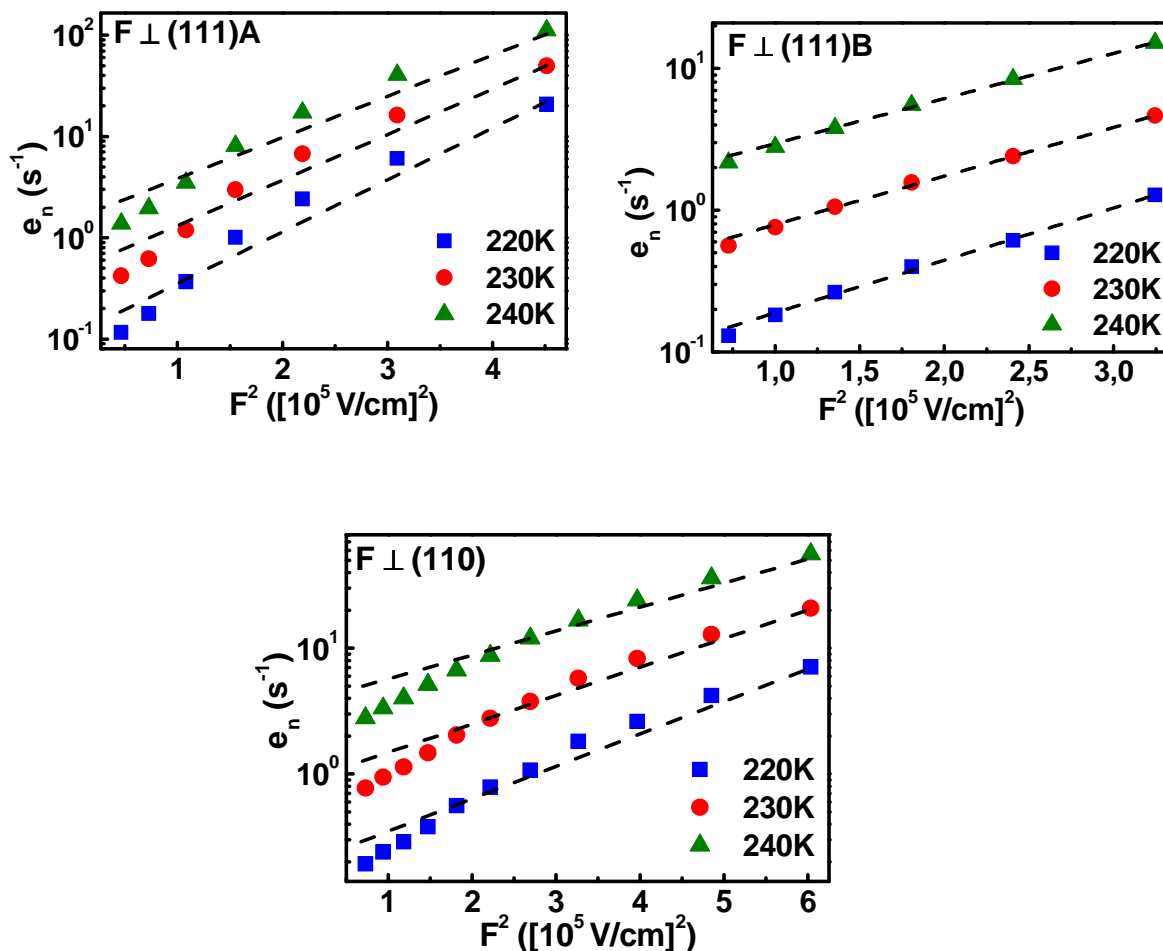 F ⊥ (111)A
10²
10¹
10⁰
10⁻¹
eₙ (s⁻¹)
220K
230K
240K
1 2 3 4
F² ([10⁵ V/cm]²)
F ⊥ (111)B
10¹
10⁰
10⁻¹
eₙ (s⁻¹)
220K
230K
240K
1,0 1,5 2,0 2,5 3,0
F² ([10⁵ V/cm]²)
F ⊥ (110)
10¹
10⁰
eₙ (s⁻¹)
220K
230K
240K
1 2 3 4 5 6
F² ([10⁵ V/cm]²)